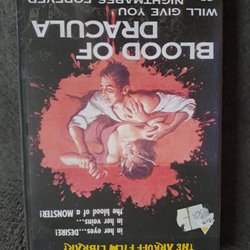 THE ARKOFF FILM LIBRARY
In her eyes...DESIRE!
in her veins...
the blood of a MONSTER!
BLOOD OF
DRACULA
WILL GIVE YOU
NIGHTMARES FOREVER